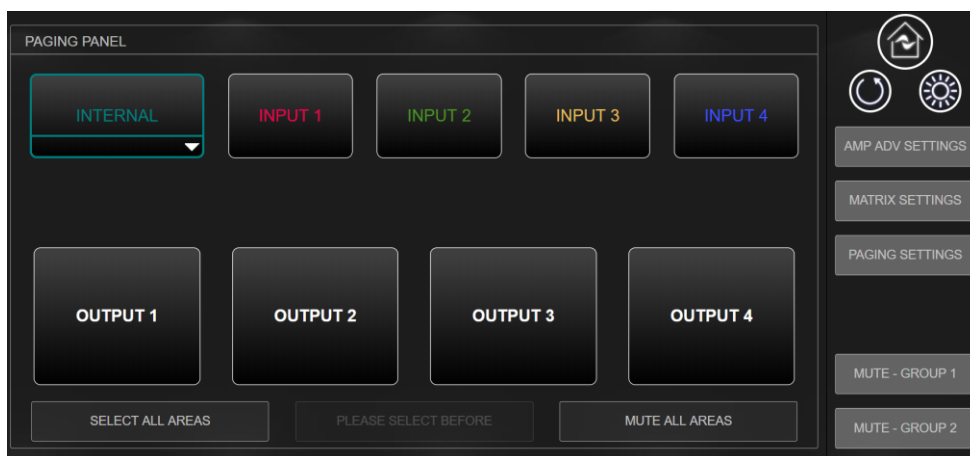 PAGING PANEL
INTERNAL
INPUT 1
INPUT 2
INPUT 3
INPUT 4
OUTPUT 1
OUTPUT 2
OUTPUT 3
OUTPUT 4
SELECT ALL AREAS
PLEASE SELECT BEFORE
MUTE ALL AREAS
AMP ADV SETTINGS
MATRIX SETTINGS
PAGING SETTINGS
MUTE - GROUP 1
MUTE - GROUP 2